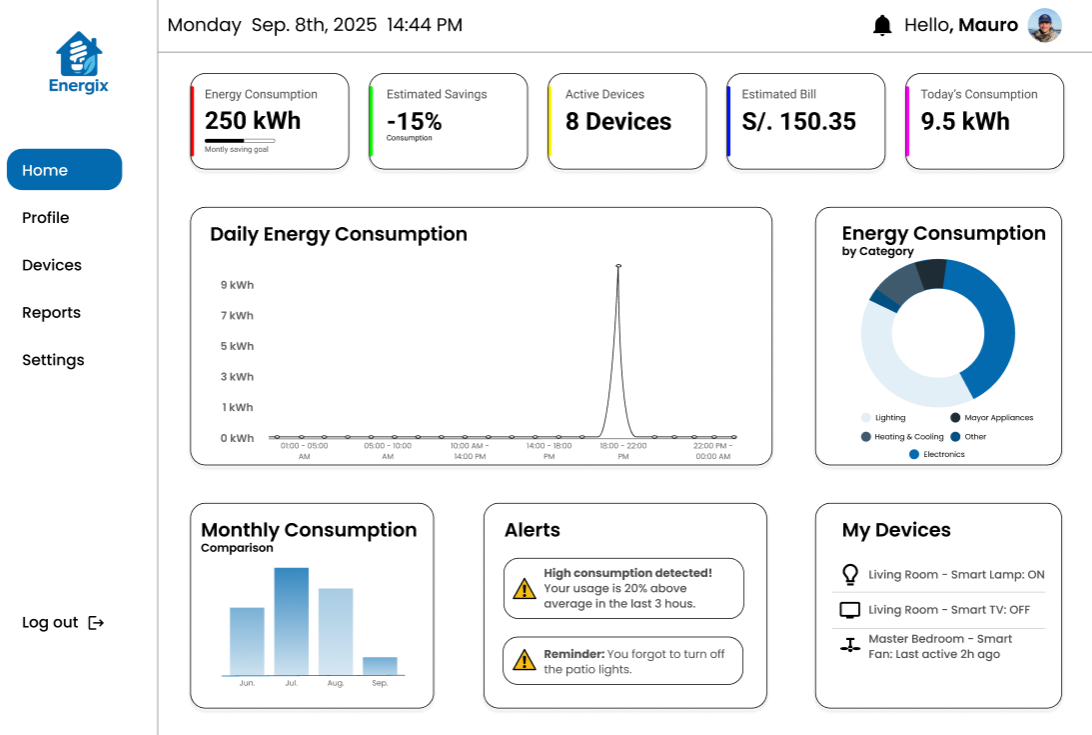 Monday Sep. 8th, 2025 14:44 PM
Hello, Mauro
Energix
Home
Profile
Devices
Reports
Settings
Log out
Energy Consumption
250 kWh
Montly saving goal
Estimated Savings
-15%
Consumption
Active Devices
8 Devices
Estimated Bill
S/. 150.35
Today's Consumption
9.5 kWh
Daily Energy Consumption
9 kWh
7 kWh
5 kWh
3 kWh
1 kWh
0 kWh
01:00 - 05:00
AM
05:00 - 10:00
AM
10:00 AM -
14:00 PM
14:00 - 18:00
PM
18:00 - 22:00
PM
22:00 PM -
00:00 AM
Energy Consumption
by Category
Lighting
Mayor Appliances
Heating & Cooling
Other
Electronics
Monthly Consumption
Comparison
Jun.
Jul.
Aug.
Sep.
Alerts
High consumption detected!
Your usage is 20% above
average in the last 3 hous.
Reminder: You forgot to turn off
the patio lights.
My Devices
Living Room - Smart Lamp: ON
Living Room - Smart TV: OFF
Master Bedroom - Smart
Fan: Last active 2h ago